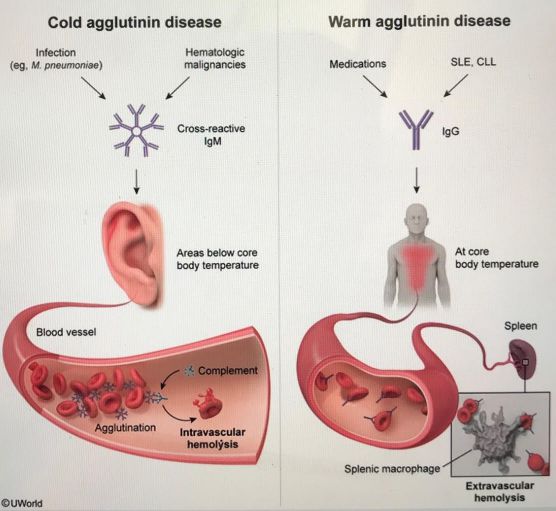 Cold agglutinin disease
Infection
(eg, M. pneumoniae)
Hematologic
malignancies
Cross-reactive
IgM
Areas below core
body temperature
Blood vessel
Complement
Agglutination
Intravascular
hemolysis
Warm agglutinin disease
Medications
SLE, CLL
IgG
At core
body temperature
Spleen
Splenic macrophage
Extravascular
hemolysis
©UWorld